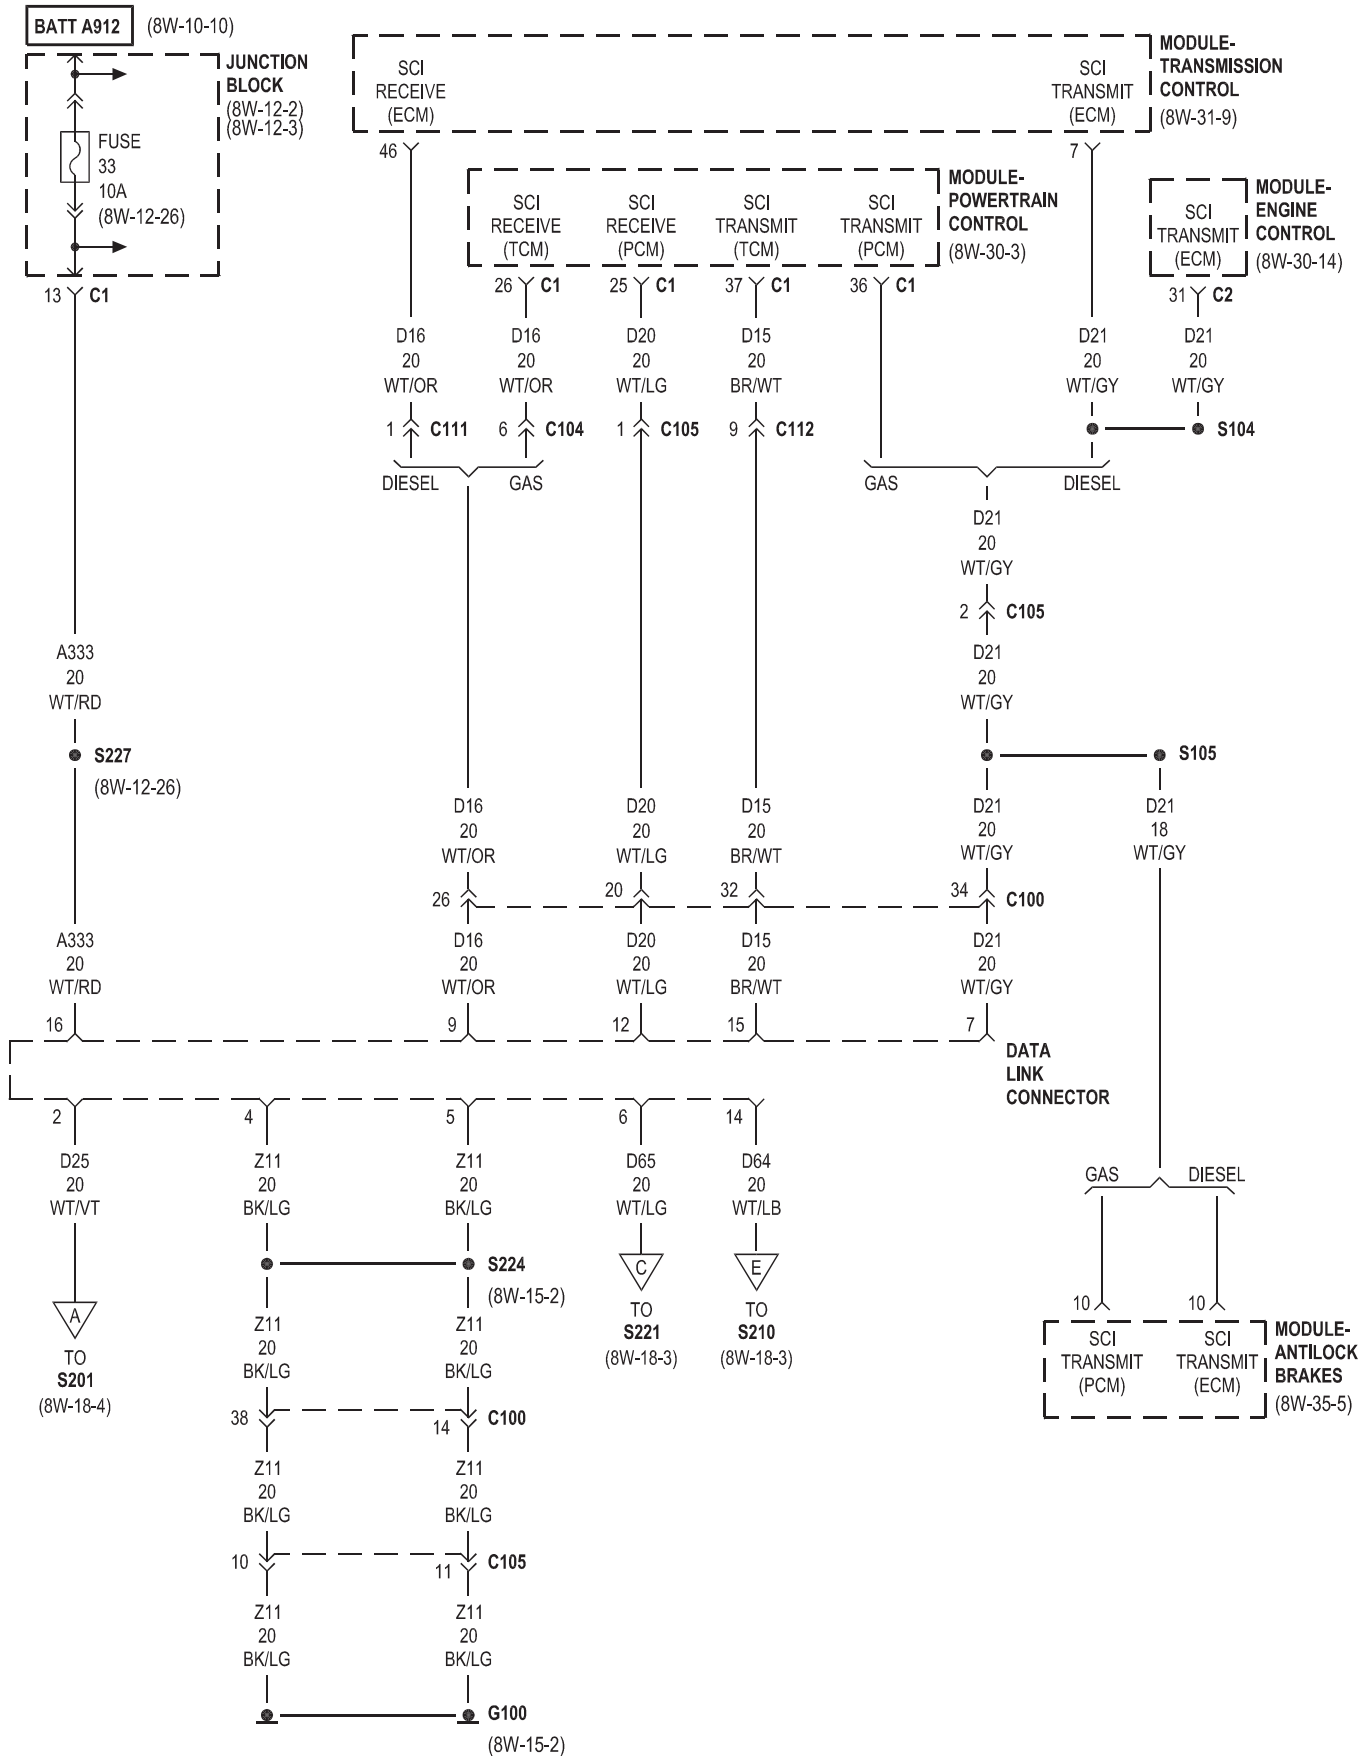 BATT A912 (8W-10-10)
JUNCTION
BLOCK
(8W-12-2)
(8W-12-3)
FUSE
33
10A
(8W-12-26)
13 C1
MODULE-
TRANSMISSION
CONTROL
(8W-31-9)
SCI
RECEIVE
(ECM)
SCI
TRANSMIT
(ECM)
46
7
MODULE-
POWERTRAIN
CONTROL
(8W-30-3)
SCI
RECEIVE
(TCM)
SCI
RECEIVE
(PCM)
SCI
TRANSMIT
(TCM)
SCI
TRANSMIT
(PCM)
26 C1
25 C1
37 C1
36 C1
MODULE-
ENGINE
CONTROL
(8W-30-14)
SCI
TRANSMIT
(ECM)
31 C2
D16
20
WT/OR
D16
20
WT/OR
D20
20
WT/LG
D15
20
BR/WT
D21
20
WT/GY
D21
20
WT/GY
1 C111
6 C104
1 C105
9 C112
S104
DIESEL
GAS
GAS
DIESEL
D21
20
WT/GY
2 C105
D21
20
WT/GY
A333
20
WT/RD
S227
(8W-12-26)
S105
D16
20
WT/OR
D20
20
WT/LG
D15
20
BR/WT
D21
20
WT/GY
D21
18
WT/GY
26
20
32
34 C100
A333
20
WT/RD
D16
20
WT/OR
D20
20
WT/LG
D15
20
BR/WT
D21
20
WT/GY
16
9
12
15
7
DATA
LINK
CONNECTOR
2
4
5
6
14
D25
20
WT/VT
Z11
20
BK/LG
Z11
20
BK/LG
D65
20
WT/LG
D64
20
WT/LB
GAS
DIESEL
S224
(8W-15-2)
A
TO
S201
(8W-18-4)
C
TO
S221
(8W-18-3)
E
TO
S210
(8W-18-3)
10
10
SCI
TRANSMIT
(PCM)
SCI
TRANSMIT
(ECM)
MODULE-
ANTILOCK
BRAKES
(8W-35-5)
Z11
20
BK/LG
Z11
20
BK/LG
38
14
C100
Z11
20
BK/LG
Z11
20
BK/LG
10
11
C105
Z11
20
BK/LG
Z11
20
BK/LG
G100
(8W-15-2)